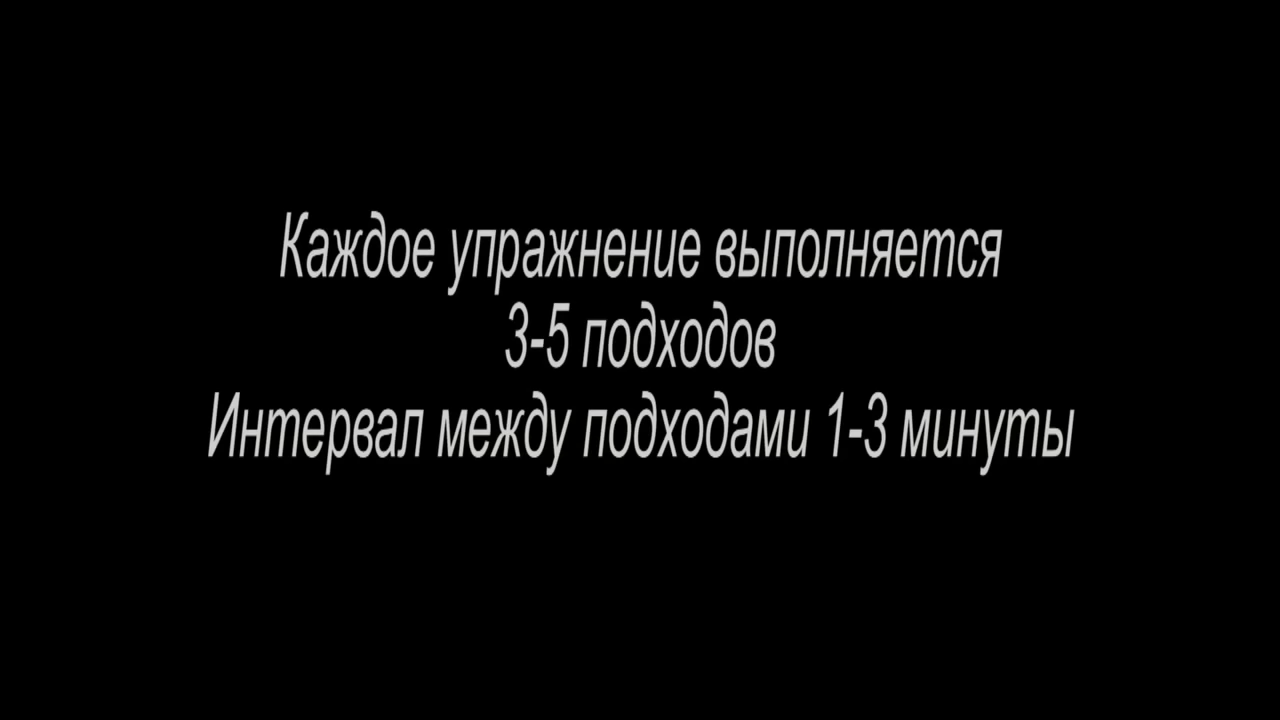 Каждое упражнение выполняется
3-5 подходов
Интервал между подходами 1-3 минуты